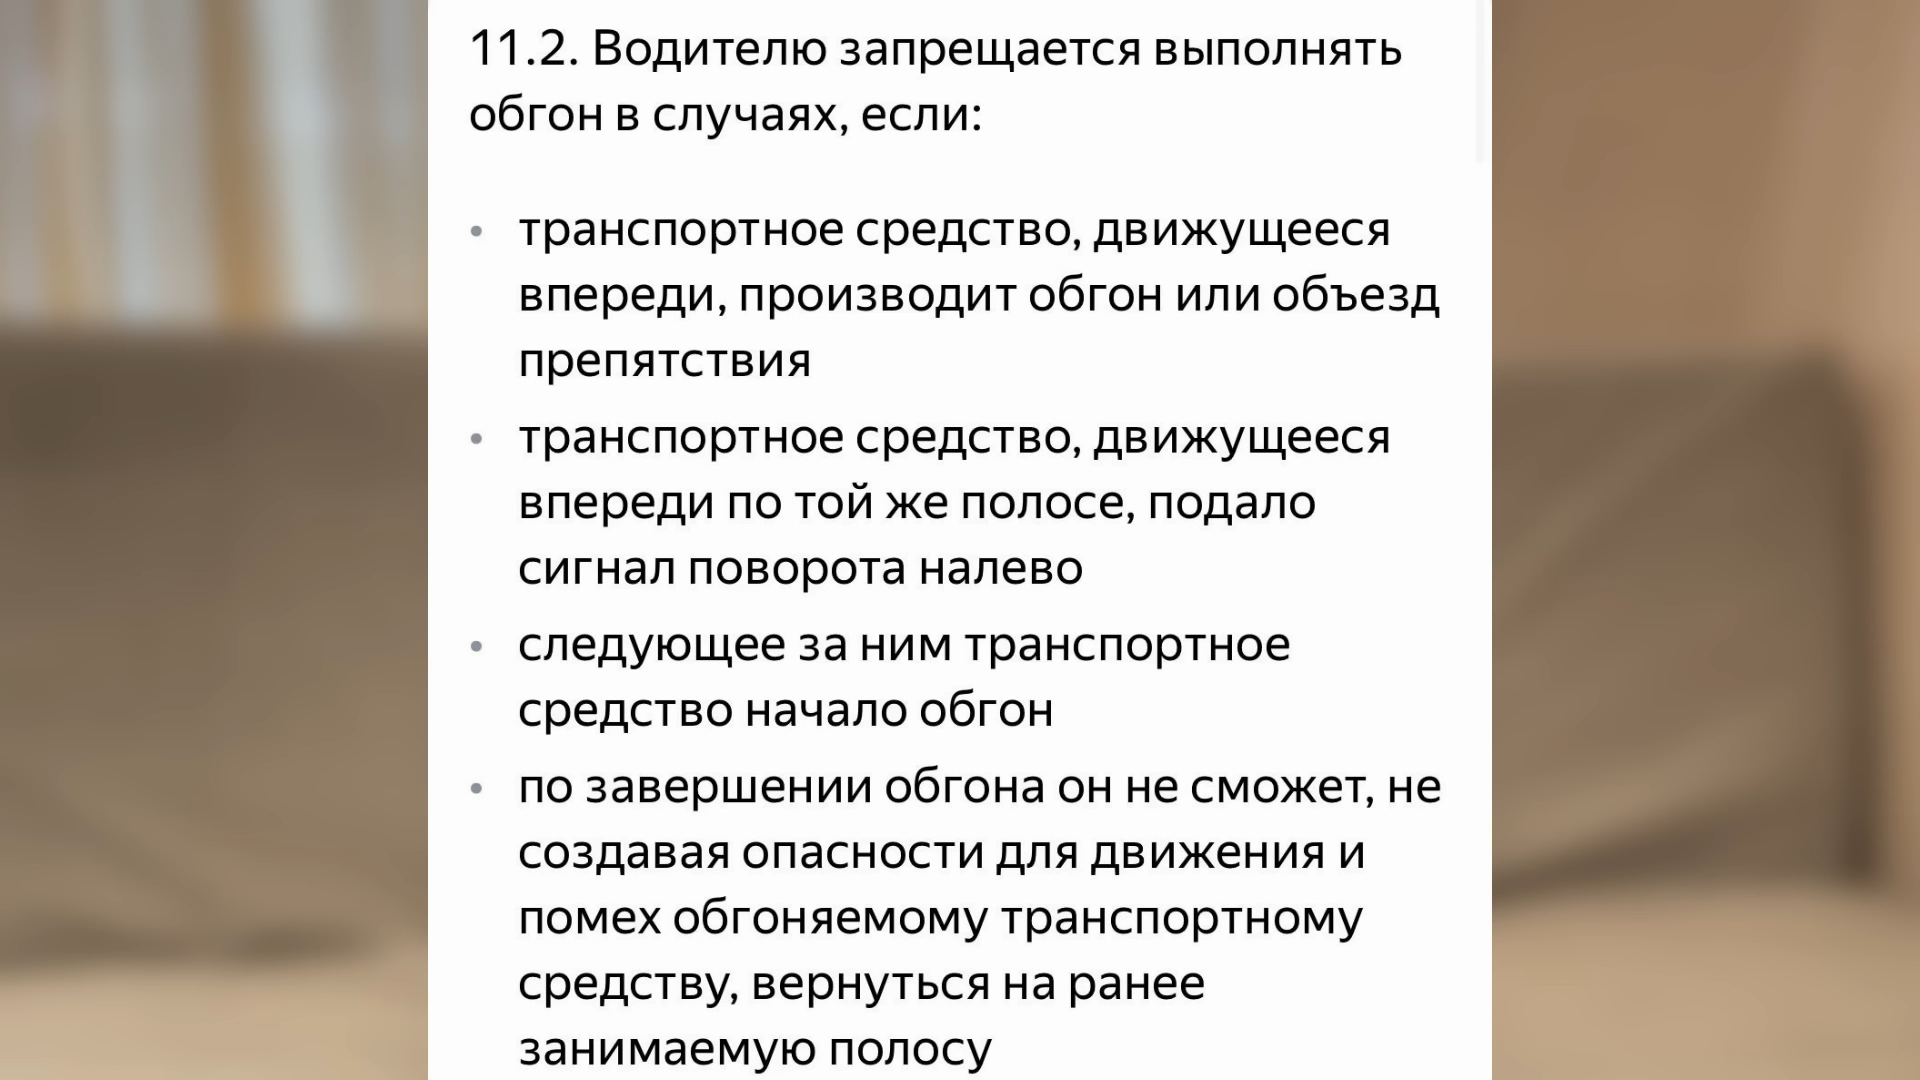 11.2. Водителю запрещается выполнять
обгон в случаях, если:
• транспортное средство, движущееся
впереди, производит обгон или объезд
препятствия
• транспортное средство, движущееся
впереди по той же полосе, подало
сигнал поворота налево
• следующее за ним транспортное
средство начало обгон
• по завершении обгона он не сможет, не
создавая опасности для движения и
помех обгоняемому транспортному
средству, вернуться на ранее
занимаемую полосу